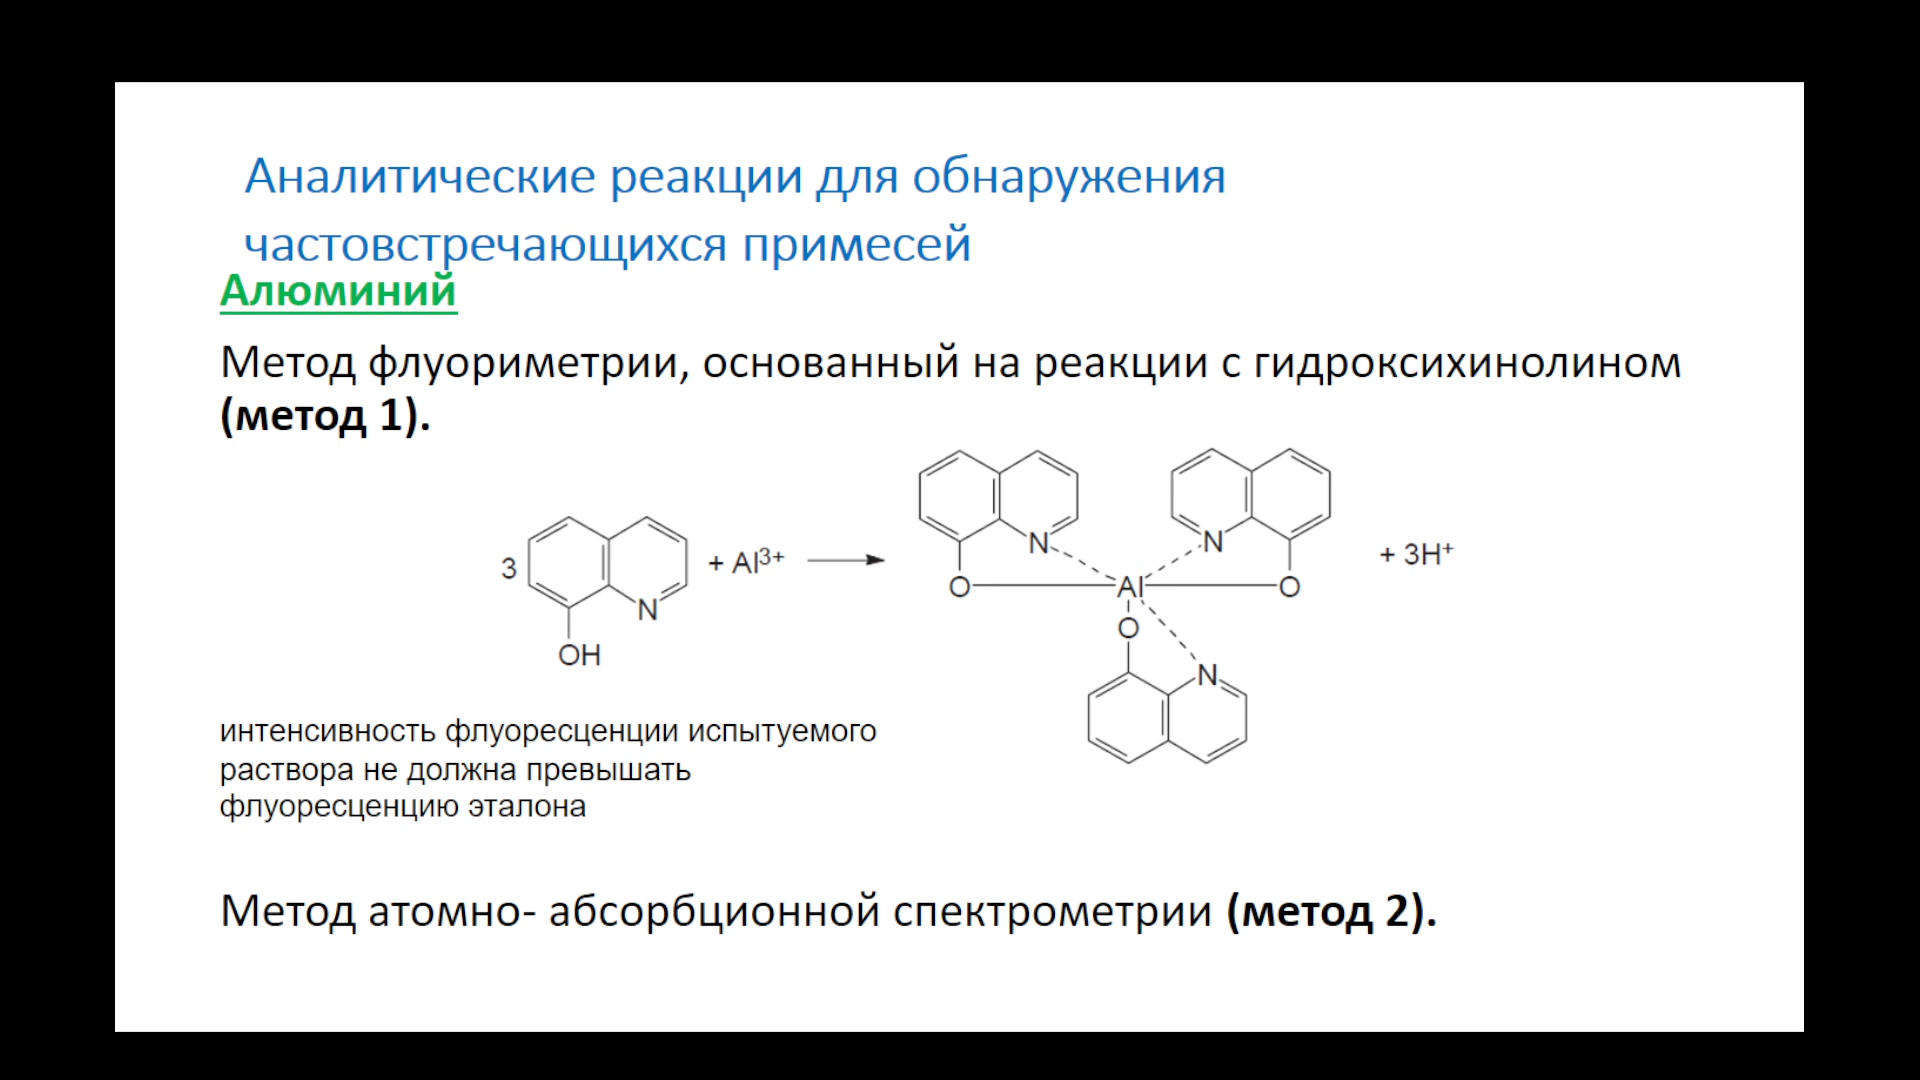 Аналитические реакции для обнаружения
частовстречающихся примесей
Алюминий
Метод флуориметрии, основанный на реакции с гидроксихинолином
(метод 1).
3
OH
N
+ Al3+
N
O
N
O
Al
O
N
+ 3H+
интенсивность флуоресценции испытуемого
раствора не должна превышать
флуоресценцию эталона
Метод атомно- абсорбционной спектрометрии (метод 2).